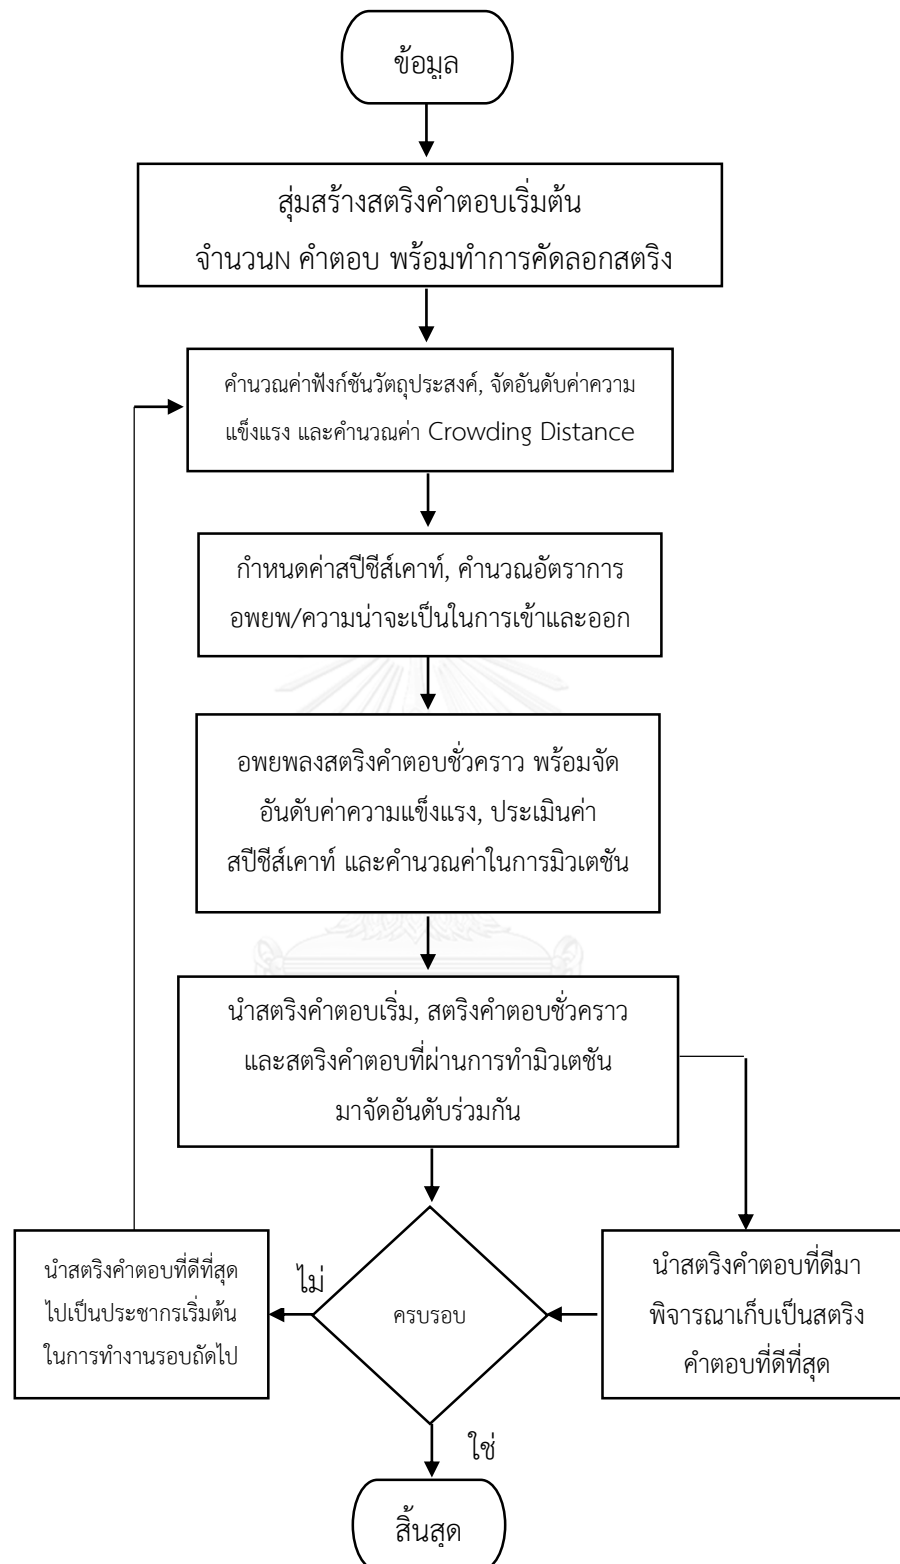 ข้อมูล
สุ่มสร้างสตริงคำตอบเริ่มต้น
จำนวนN คำตอบ พร้อมทำการคัดลอกสตริง
คำนวณค่าฟังก์ชันวัตถุประสงค์, จัดอันดับค่าความ
แข็งแรง และคำนวณค่า Crowding Distance
กำหนดค่าสปีชีส์เคาท์, คำนวณอัตราการ
อพยพ/ความน่าจะเป็นในการเข้าและออก
อพยพลงสตริงคำตอบชั่วคราว พร้อมจัด
อันดับค่าความแข็งแรง, ประเมินค่า
สปีชีส์เคาท์ และคำนวณค่าในการมิวเตชัน
นำสตริงคำตอบเริ่ม, สตริงคำตอบชั่วคราว
และสตริงคำตอบที่ผ่านการทำมิวเตชัน
มาจัดอันดับร่วมกัน
นำสตริงคำตอบที่ดีที่สุด
ไปเป็นประชากรเริ่มต้น
ในการทำงานรอบถัดไป
ไม่
ครบรอบ
นำสตริงคำตอบที่ดีมา
พิจารณาเก็บเป็นสตริง
คำตอบที่ดีที่สุด
ใช่
สิ้นสุด